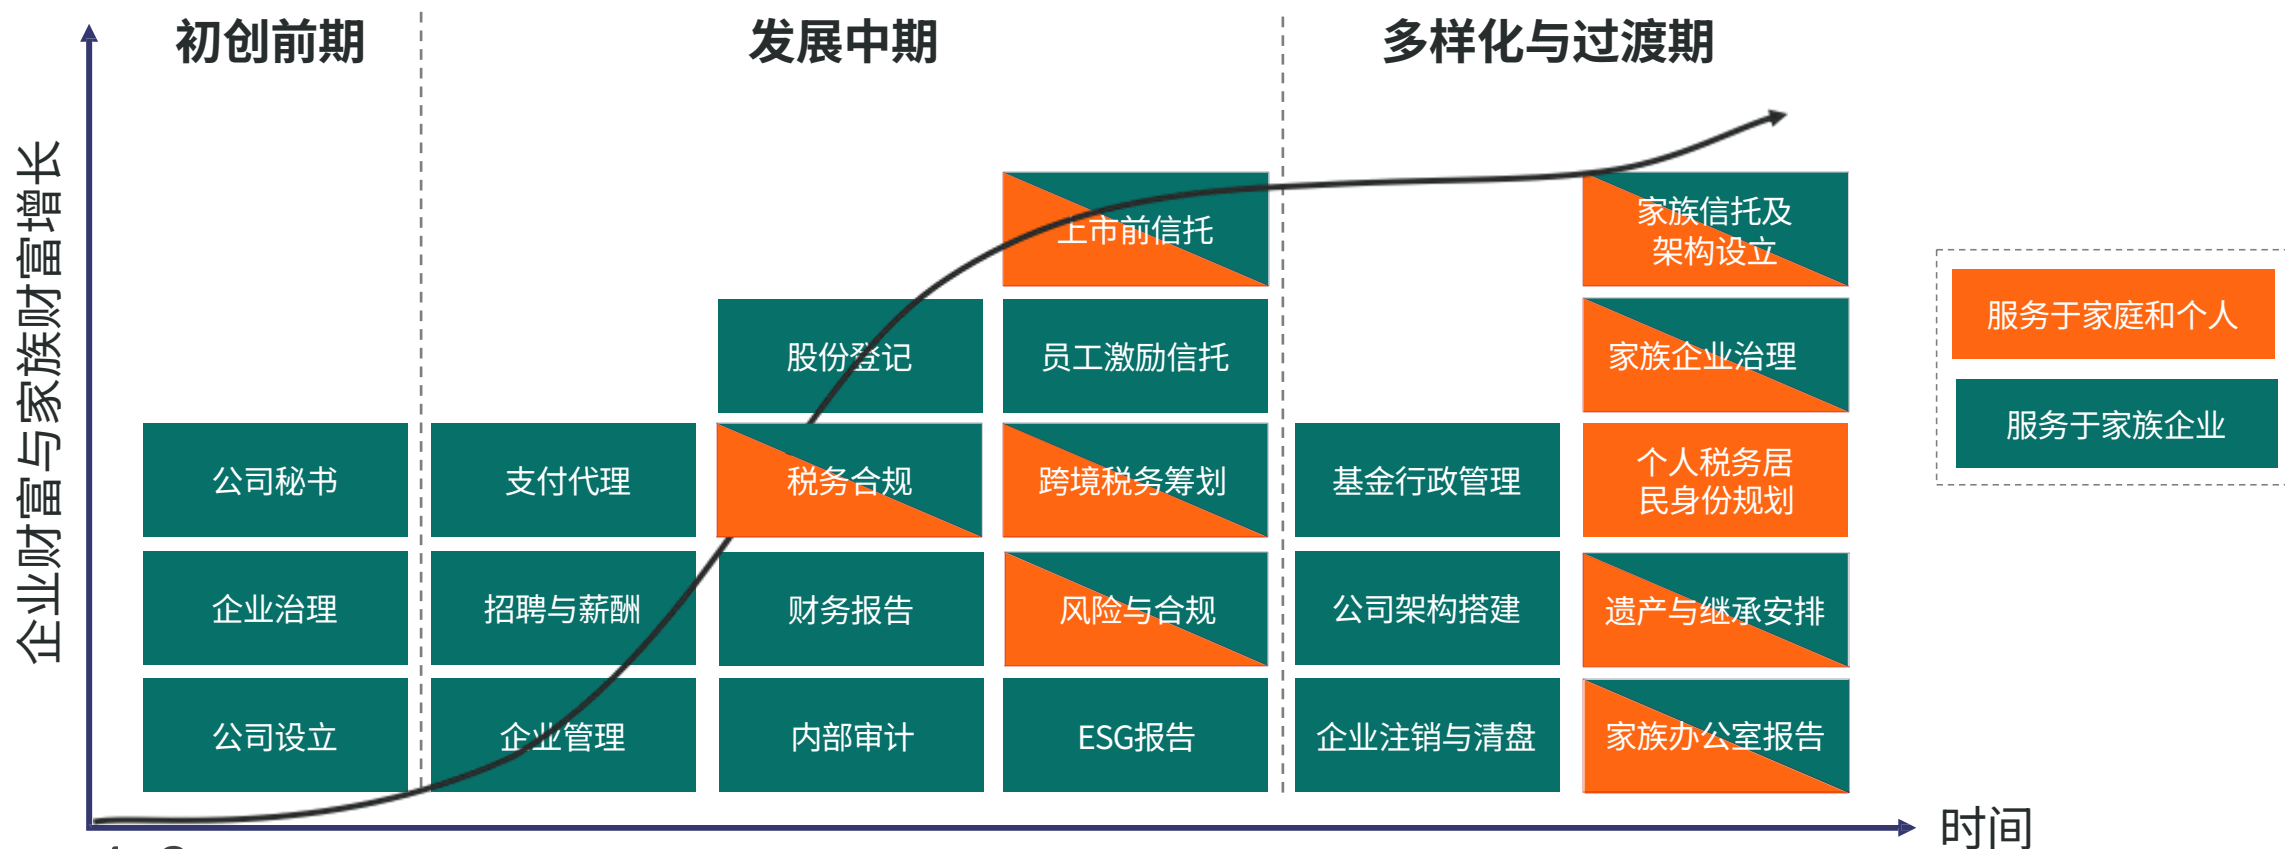 初创前期
发展中期
多样化与过渡期
企业财富与家族财富增长
上市前信托
家族信托及
架构设立
股份登记
员工激励信托
家族企业治理
公司秘书
支付代理
税务合规
跨境税务筹划
基金行政管理
个人税务居
民身份规划
企业治理
招聘与薪酬
财务报告
风险与合规
公司架构搭建
遗产与继承安排
公司设立
企业管理
内部审计
ESG报告
企业注销与清盘
家族办公室报告
服务于家庭和个人
服务于家族企业
时间